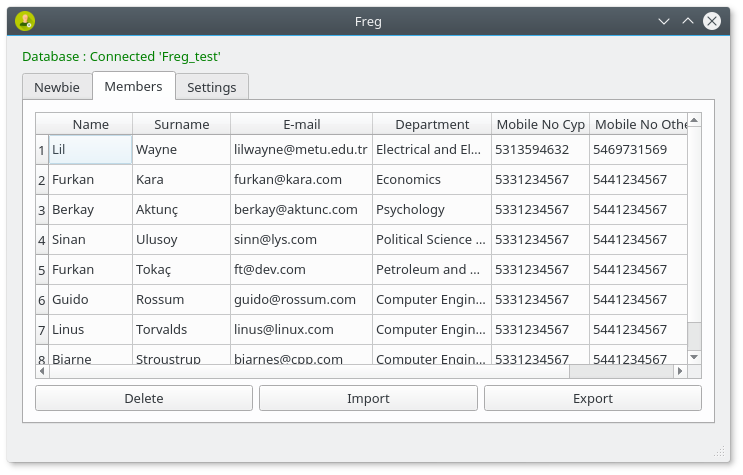 Freg
Database : Connected 'Freg_test'
Newbie Members Settings
Name Surname E-mail Department Mobile No Cyp Mobile No Othe
1 Lil Wayne lilwayne@metu.edu.tr Electrical and El... 5313594632 5469731569
2 Furkan Kara furkan@kara.com Economics 5331234567 5441234567
3 Berkay Aktunç berkay@aktunc.com Psychology 5331234567 5441234567
4 Sinan Ulusoy sinn@lys.com Political Science ... 5331234567 5441234567
5 Furkan Tokaç ft@dev.com Petroleum and ... 5331234567 5441234567
6 Guido Rossum guido@rossum.com Computer Engin... 5331234567 5441234567
7 Linus Torvalds linus@linux.com Computer Engin... 5331234567 5441234567
8 Bjarne Stroustrup bjarnes@cpp.com Computer Engin... 5331234567 5441234567
Delete Import Export